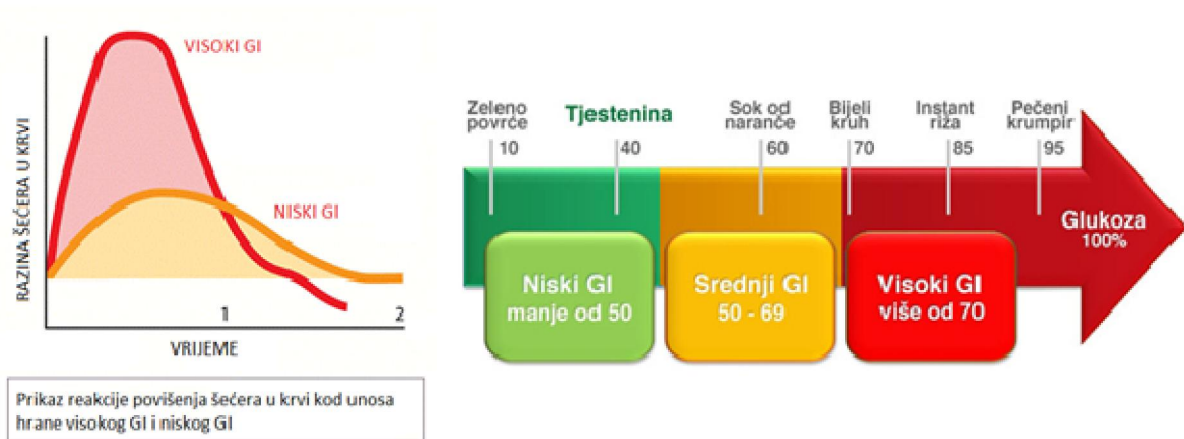 VISOKI GI
NISKI GI
RAZINA ŠEĆERA U KRVI
1
2
VRIJEME
Prikaz reakcije povišenja šećera u krvi kod unosa
hrane visokog GI i niskog GI
Zeleno
povrće
10
Tjestenina
40
Sok od
naranče
60
Bijeli
kruh
70
Instant
riža
85
Pečeni
krumpir
95
Glukoza
100%
Niski GI
manje od 50
Srednji GI
50 - 69
Visoki GI
više od 70